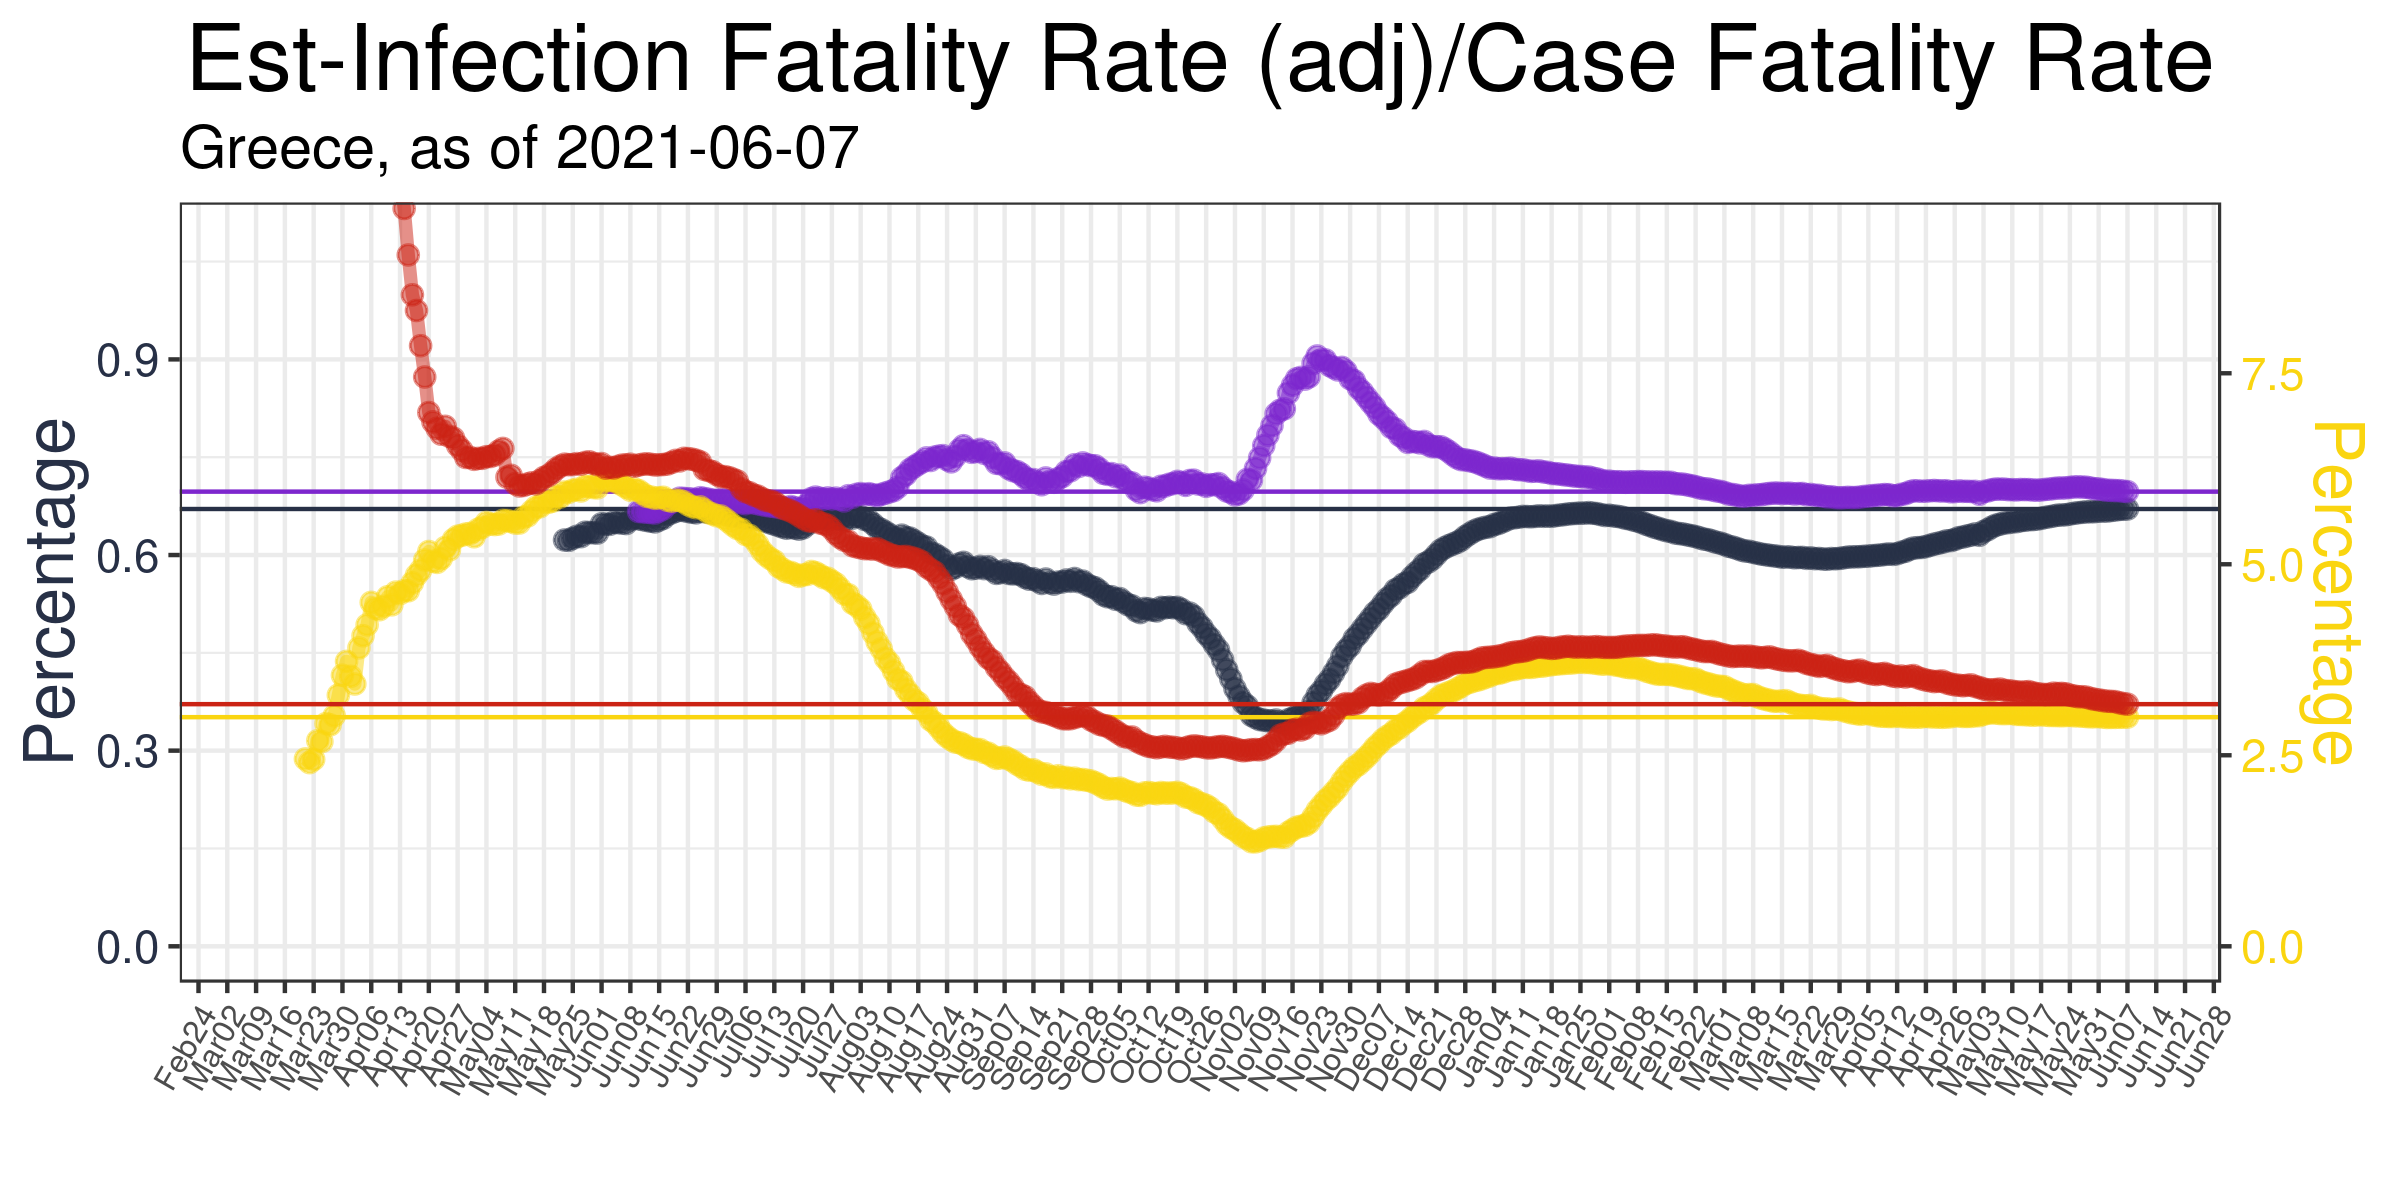 Est-Infection Fatality Rate (adj)/Case Fatality Rate
Greece, as of 2021-06-07
Percentage
0.9
0.6
0.3
0.0
7.5
5.0
2.5
0.0
Percentage
Feb24
Mar02
Mar09
Mar16
Mar23
Mar30
Apr06
Apr13
Apr20
Apr27
May04
May11
May18
May25
Jun01
Jun08
Jun15
Jun22
Jun29
Jul06
Jul13
Jul20
Jul27
Aug03
Aug10
Aug17
Aug24
Aug31
Sep07
Sep14
Sep21
Sep28
Oct05
Oct12
Oct19
Oct26
Nov02
Nov09
Nov16
Nov23
Nov30
Dec07
Dec14
Dec21
Dec28
Jan04
Jan11
Jan18
Jan25
Feb01
Feb08
Feb15
Feb22
Mar01
Mar08
Mar15
Mar22
Mar29
Apr05
Apr12
Apr19
Apr26
May03
May10
May17
May24
May31
Jun07
Jun14
Jun21
Jun28